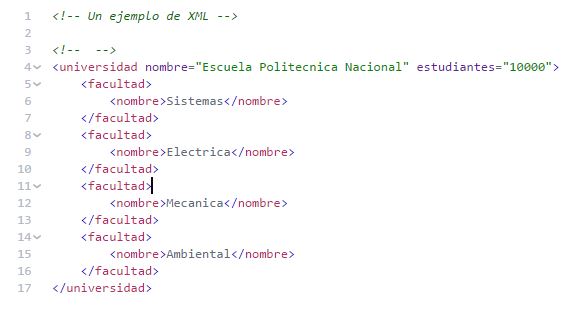 1 <!-- Un ejemplo de XML -->
2
3 <!--  -->
4 <universidad nombre="Escuela Politecnica Nacional" estudiantes="10000">
5     <facultad>
6         <nombre>Sistemas</nombre>
7     </facultad>
8     <facultad>
9         <nombre>Electrica</nombre>
10     </facultad>
11     <facultad>
12         <nombre>Mecanica</nombre>
13     </facultad>
14     <facultad>
15         <nombre>Ambiental</nombre>
16     </facultad>
17 </universidad>